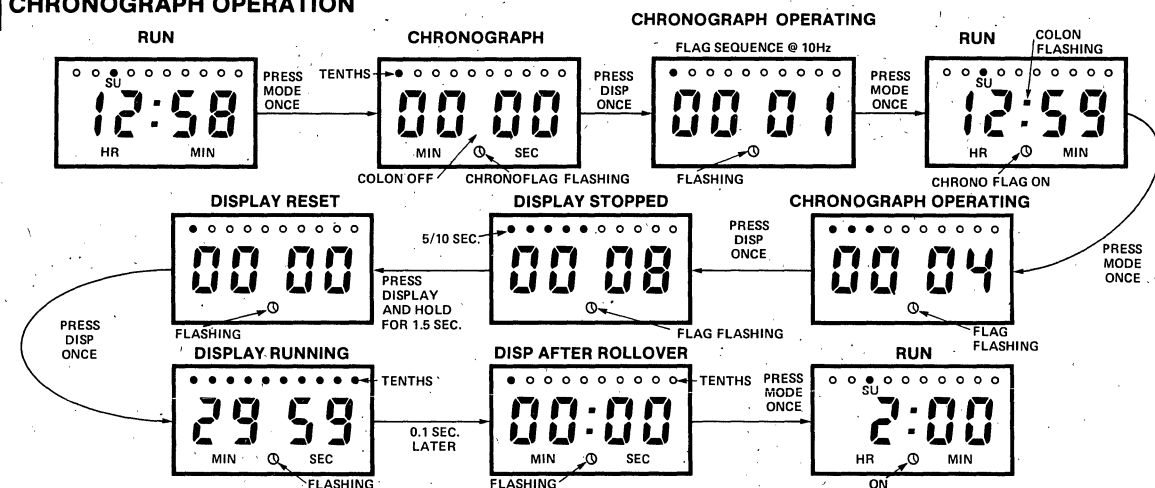 CHRONOGRAPH OPERATION
RUN
SU
12:58
HR MIN
PRESS
MODE
ONCE
CHRONOGRAPH
TENTHS
00 00
MIN SEC
COLON OFF
CHRONOFLAG FLASHING
PRESS
DISP
ONCE
CHRONOGRAPH OPERATING
FLAG SEQUENCE @ 10Hz
00 01
FLASHING
PRESS
MODE
ONCE
RUN
COLON
FLASHING
SU
12:59
HR MIN
CHRONO FLAG ON
PRESS
MODE
ONCE
CHRONOGRAPH OPERATING
00 04
FLAG
FLASHING
PRESS
DISP
ONCE
DISPLAY STOPPED
5/10 SEC.
00 08
FLAG FLASHING
PRESS
DISPLAY
AND HOLD
FOR 1.5 SEC.
DISPLAY RESET
00 00
FLASHING
PRESS
DISP
ONCE
DISPLAY RUNNING
TENTHS
29 59
MIN SEC
FLASHING
0.1 SEC.
LATER
DISP AFTER ROLLOVER
TENTHS
00:00
MIN SEC
FLASHING
PRESS
MODE
ONCE
RUN
SU
2:00
HR MIN
ON